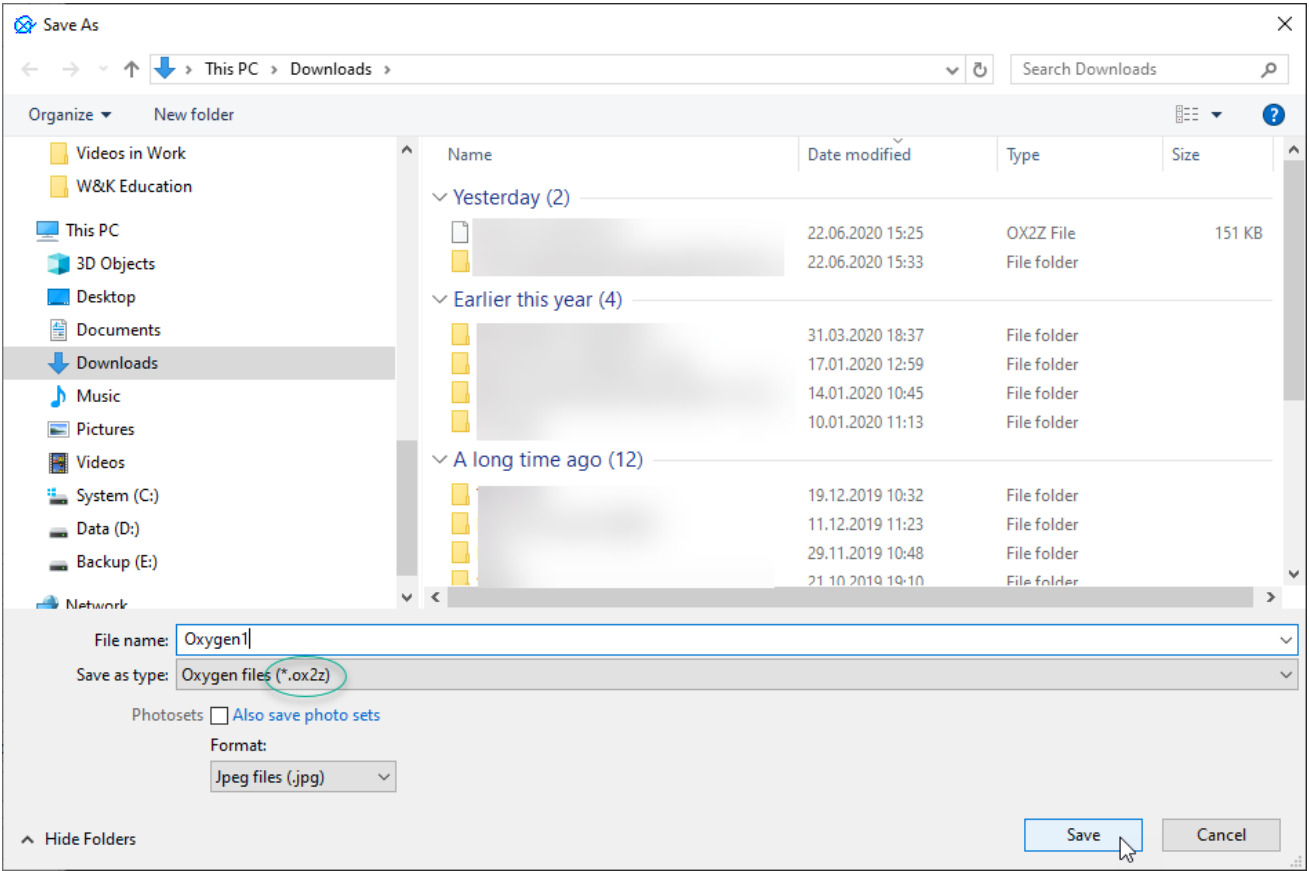 Save As
This PC > Downloads >
Search Downloads
Organize
New folder
?
Videos in Work
W&K Education
This PC
3D Objects
Desktop
Documents
Downloads
Music
Pictures
Videos
System (C:)
Data (D:)
Backup (E:)
Network
Name Date modified Type Size
Yesterday (2)
22.06.2020 15:25 OX2Z File 151 KB
22.06.2020 15:33 File folder
Earlier this year (4)
31.03.2020 18:37 File folder
17.01.2020 12:59 File folder
14.01.2020 10:45 File folder
10.01.2020 11:13 File folder
A long time ago (12)
19.12.2019 10:32 File folder
11.12.2019 11:23 File folder
29.11.2019 10:48 File folder
21.10.2019 19:10 File folder
File name: Oxygen1
Save as type: Oxygen files (*.ox2z)
Photosets Also save photo sets
Format:
Jpeg files (.jpg)
Hide Folders
Save
Cancel